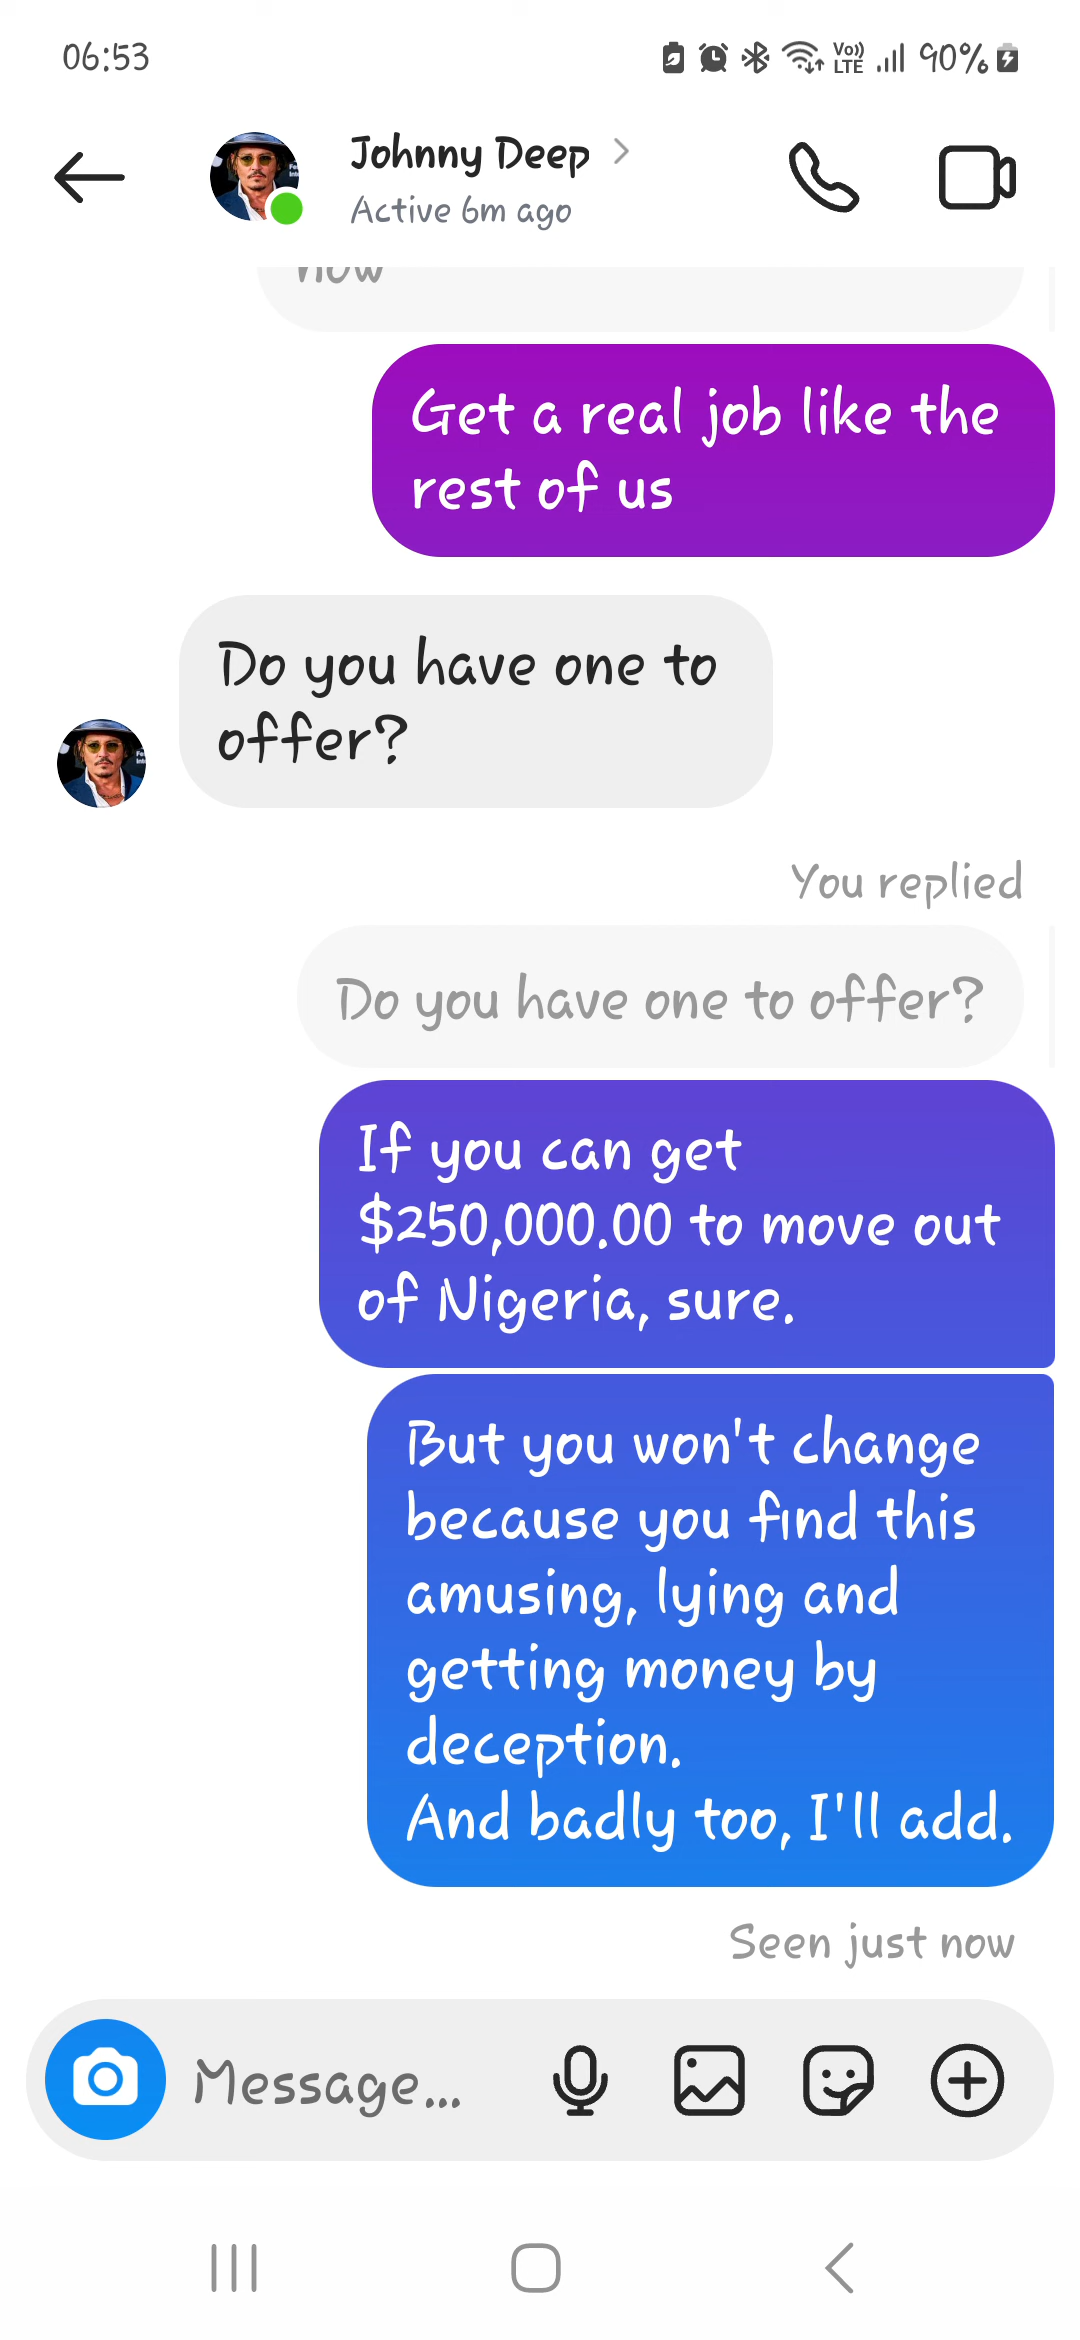 06:53
Vo))
LTE
90%
Johnny Deep
Active 6m ago
now
Get a real job like the
rest of us
Do you have one to
offer?
You replied
Do you have one to offer?
If you can get
$250,000.00 to move out
of Nigeria, sure.
But you won't change
because you find this
amusing, lying and
getting money by
deception.
And badly too, I'll add.
Seen just now
Message...